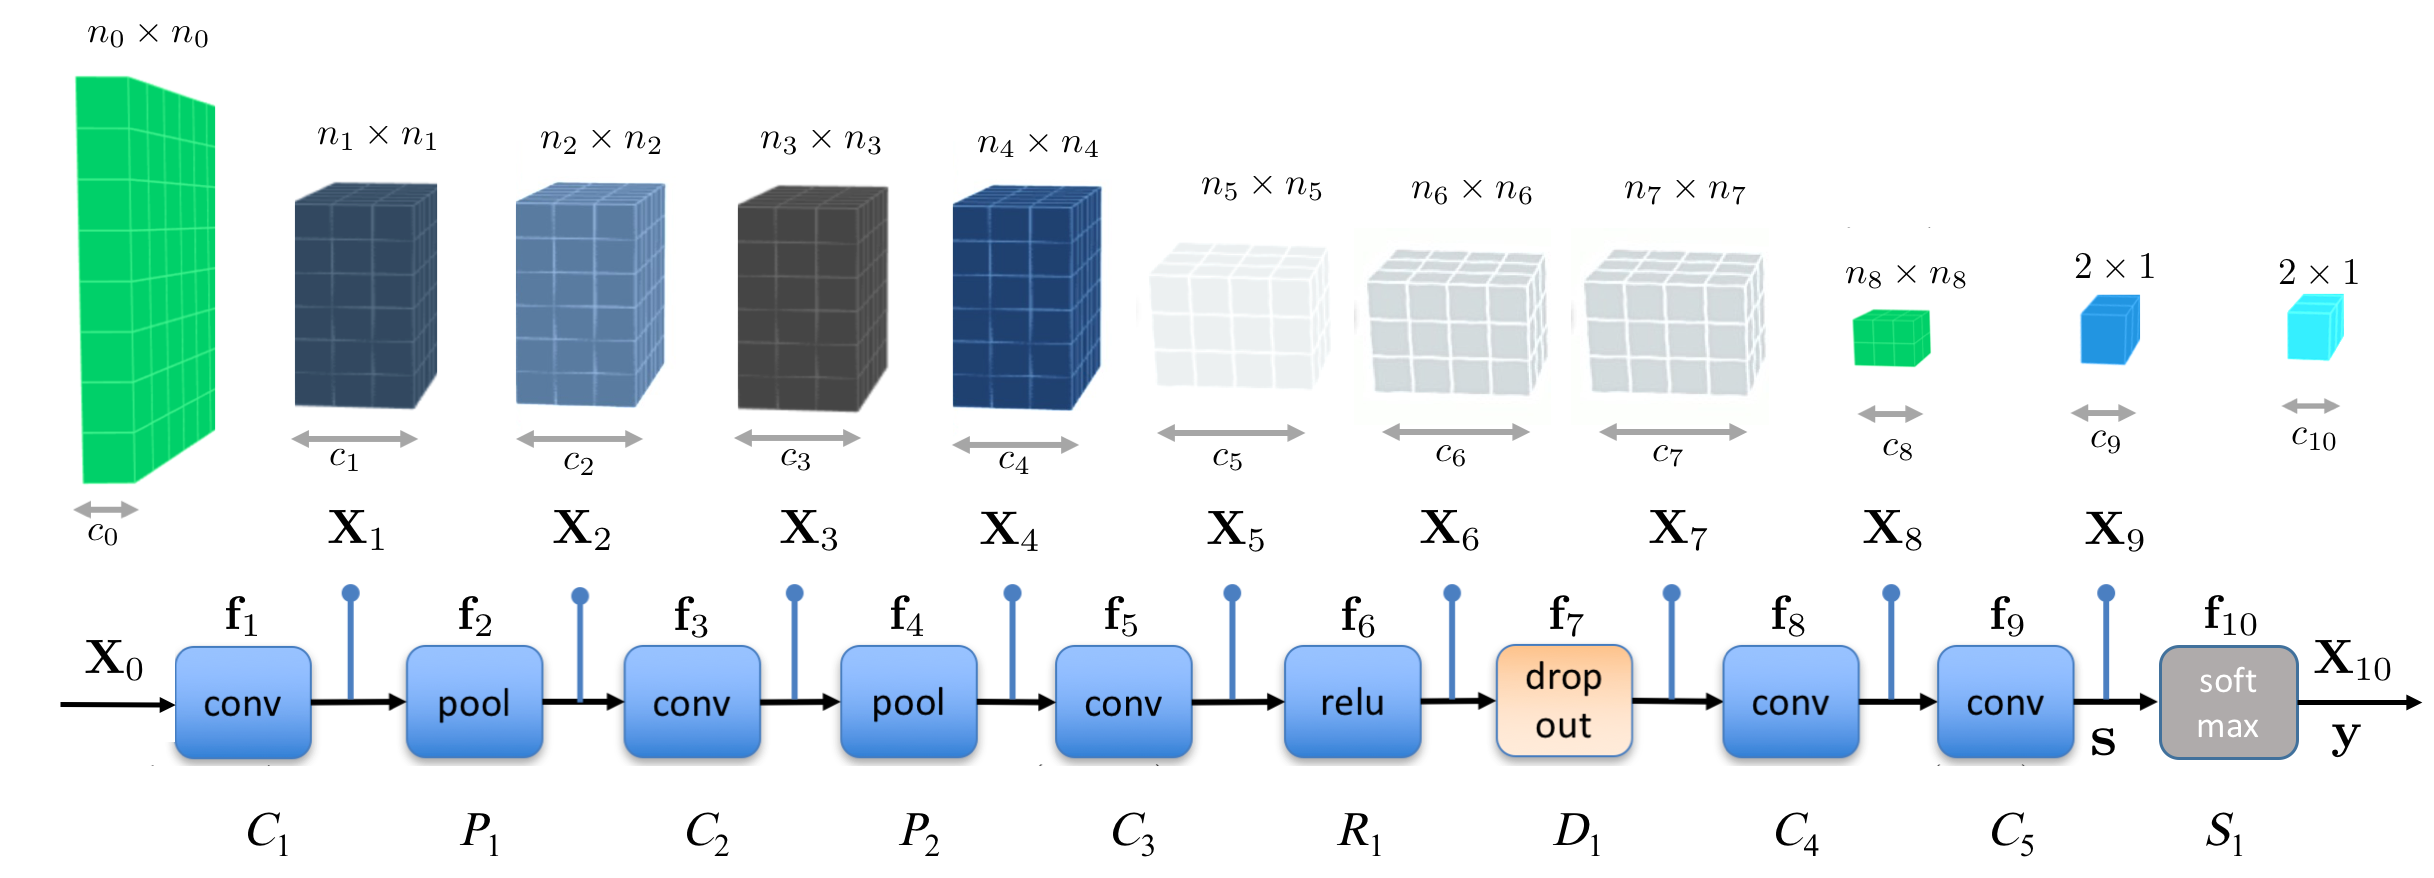 n₀ × n₀
n₁ × n₁
n₂ × n₂
n₃ × n₃
n₄ × n₄
n₅ × n₅
n₆ × n₆
n₇ × n₇
n₈ × n₈
2 × 1
2 × 1
c₀
c₁
c₂
c₃
c₄
c₅
c₆
c₇
c₈
c₉
c₁₀
X₁ X₂ X₃ X₄ X₅ X₆ X₇ X₈ X₉
f₁ f₂ f₃ f₄ f₅ f₆ f₇ f₈ f₉ f₁₀
X₀
conv
pool
conv
pool
conv
relu
drop
out
conv
conv
s
soft
max
X₁₀
y
C₁ P₁ C₂ P₂ C₃ R₁ D₁ C₄ C₅ S₁